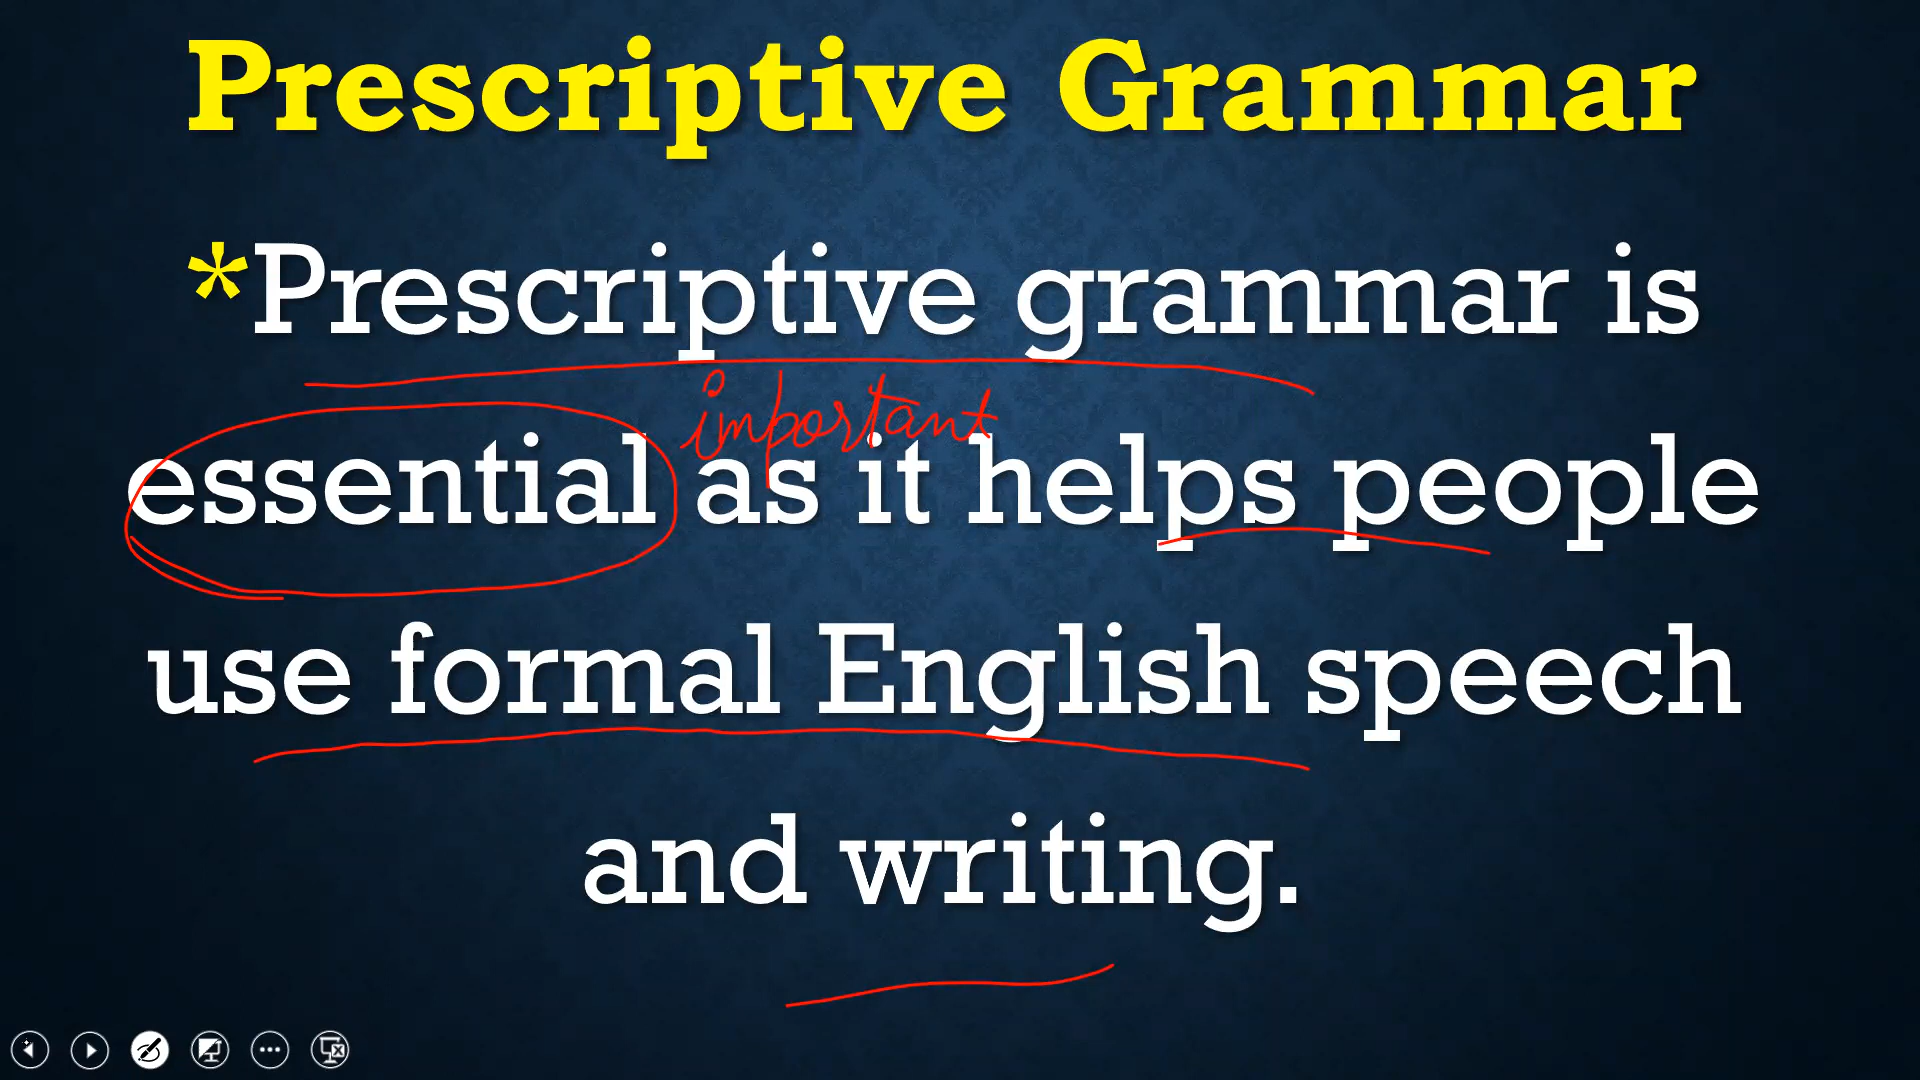 Prescriptive Grammar
*Prescriptive grammar is
important
essential as it helps people
use formal English speech
and writing.